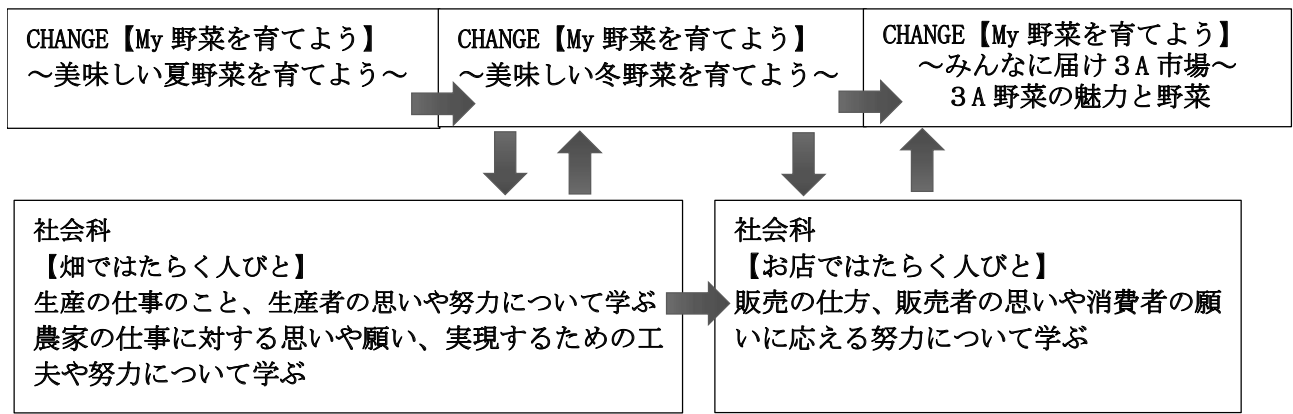 CHANGE【My 野菜を育てよう】
～美味しい夏野菜を育てよう～
CHANGE【My 野菜を育てよう】
～美味しい冬野菜を育てよう～
CHANGE【My 野菜を育てよう】
～みんなに届け３A 市場～
３A 野菜の魅力と野菜
社会科
【畑ではたらく人びと】
生産の仕事のこと、生産者の思いや努力について学ぶ
農家の仕事に対する思いや願い、実現するための工
夫や努力について学ぶ
社会科
【お店ではたらく人びと】
販売の仕方、販売者の思いや消費者の願
いに応える努力について学ぶ